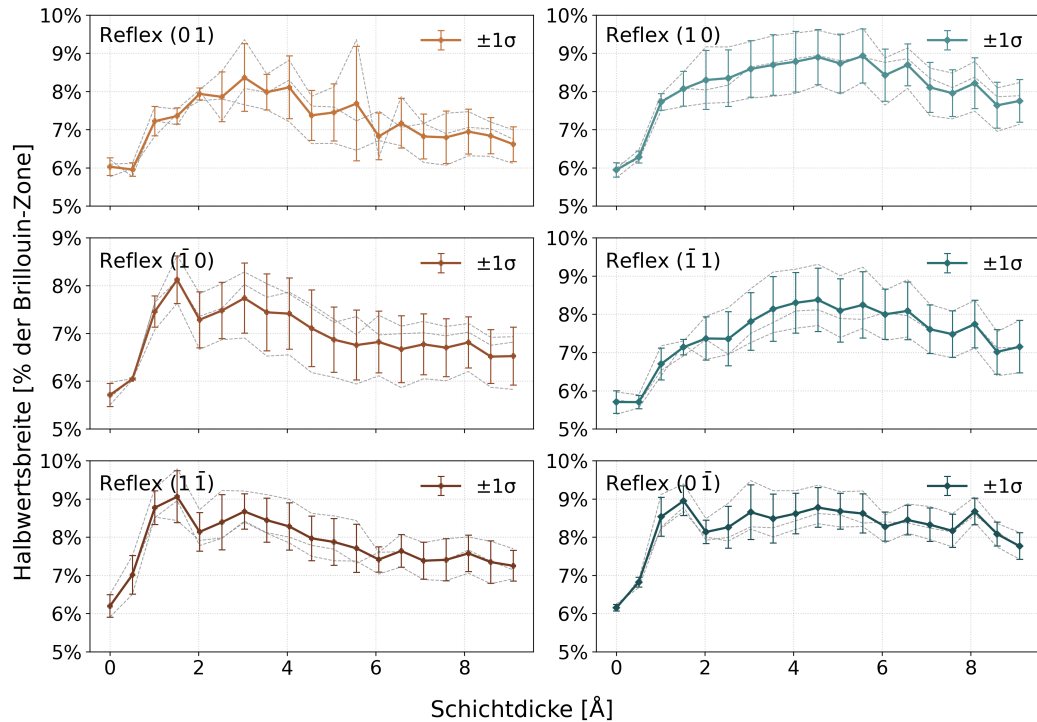 Halbwertsbreite [% der Brillouin-Zone]
10%
9%
8%
7%
6%
5%
Reflex (0 1)
±1σ
10%
9%
8%
7%
6%
5%
Reflex (1 0)
±1σ
9%
8%
7%
6%
5%
Reflex (1̄ 0)
±1σ
10%
9%
8%
7%
6%
5%
Reflex (1̄ 1)
±1σ
10%
9%
8%
7%
6%
5%
Reflex (1 1̄)
±1σ
0 2 4 6 8
10%
9%
8%
7%
6%
5%
Reflex (0 1̄)
±1σ
0 2 4 6 8
Schichtdicke [Å]